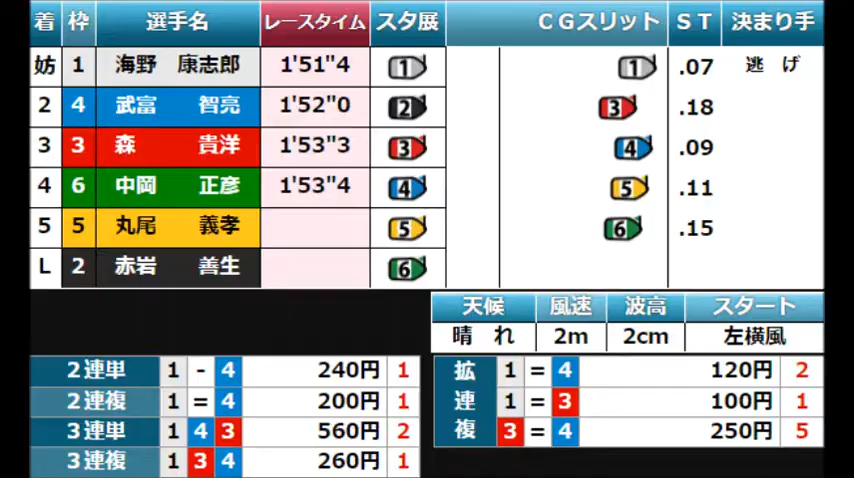 着 枠 選手名 レースタイム スタ展 CGスリット ST 決まり手
妨 1 海野 康志郎 1'51"4 1 1 .07 逃 げ
2 4 武富 智亮 1'52"0 2 3 .18
3 3 森 貴洋 1'53"3 3 4 .09
4 6 中岡 正彦 1'53"4 4 5 .11
5 5 丸尾 義孝 5 6 .15
L 2 赤岩 善生 6
天候 風速 波高 スタート
晴 れ 2m 2cm 左横風
2連単 1 - 4 240円 1
2連複 1 = 4 200円 1
3連単 1 4 3 560円 2
3連複 1 3 4 260円 1
拡 1 = 4 120円 2
連 1 = 3 100円 1
複 3 = 4 250円 5